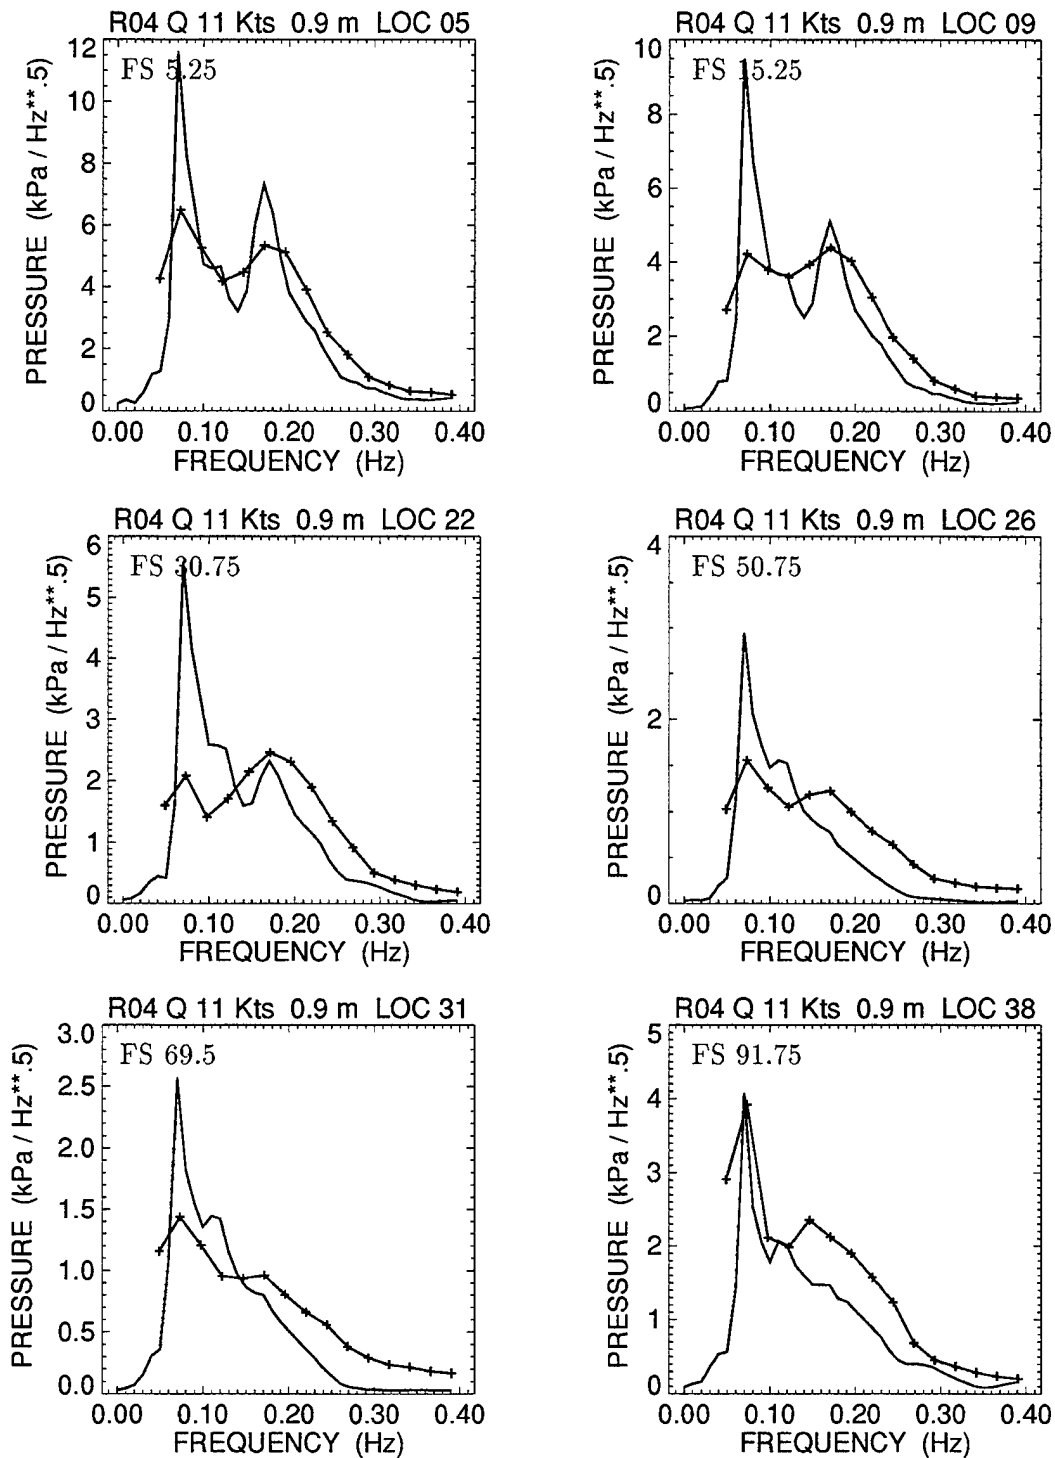 R04 Q 11 Kts 0.9 m LOC 05
FS 5.25
PRESSURE (kPa / Hz**.5)
12
10
8
6
4
2
0
0.00 0.10 0.20 0.30 0.40
FREQUENCY (Hz)
R04 Q 11 Kts 0.9 m LOC 09
FS 15.25
PRESSURE (kPa / Hz**.5)
10
8
6
4
2
0
0.00 0.10 0.20 0.30 0.40
FREQUENCY (Hz)
R04 Q 11 Kts 0.9 m LOC 22
FS 30.75
PRESSURE (kPa / Hz**.5)
6
5
4
3
2
1
0
0.00 0.10 0.20 0.30 0.40
FREQUENCY (Hz)
R04 Q 11 Kts 0.9 m LOC 26
FS 50.75
PRESSURE (kPa / Hz**.5)
4
2
0
0.00 0.10 0.20 0.30 0.40
FREQUENCY (Hz)
R04 Q 11 Kts 0.9 m LOC 31
FS 69.5
PRESSURE (kPa / Hz**.5)
3.0
2.5
2.0
1.5
1.0
0.5
0.0
0.00 0.10 0.20 0.30 0.40
FREQUENCY (Hz)
R04 Q 11 Kts 0.9 m LOC 38
FS 91.75
PRESSURE (kPa / Hz**.5)
5
4
3
2
1
0
0.00 0.10 0.20 0.30 0.40
FREQUENCY (Hz)